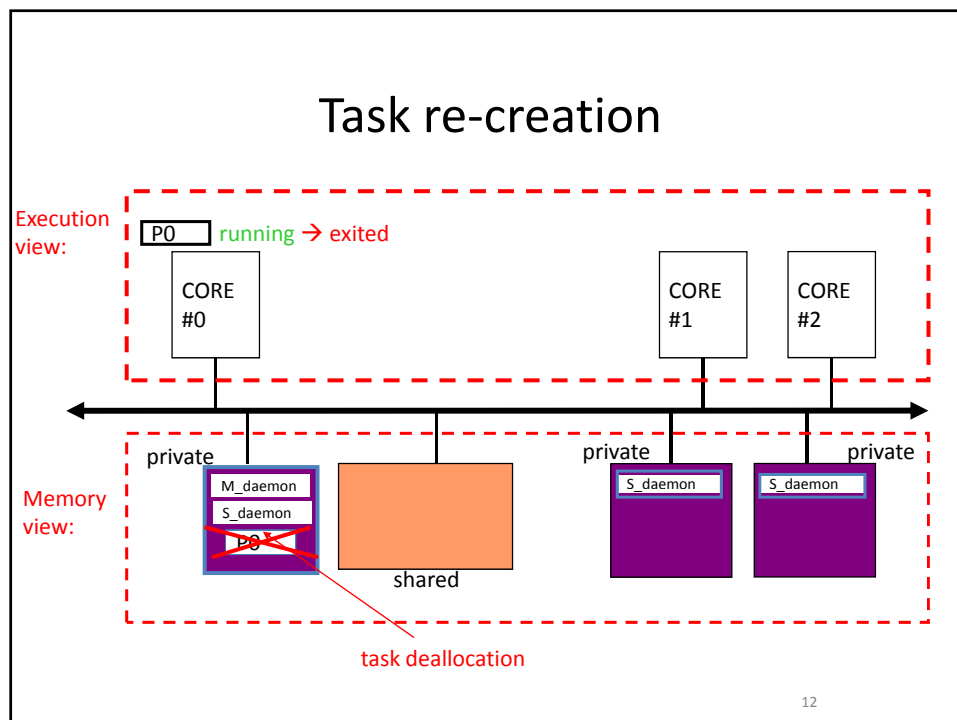 Task re-creation
Execution view:
P0 running → exited
CORE #0
CORE #1
CORE #2
private
private
private
Memory view:
M_daemon
S_daemon
P0
S_daemon
S_daemon
shared
task deallocation
12